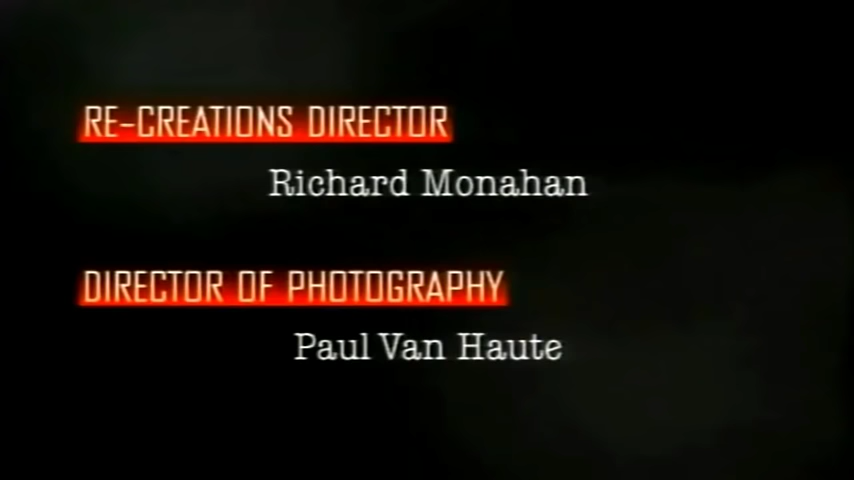 RE-CREATIONS DIRECTOR
Richard Monahan
DIRECTOR OF PHOTOGRAPHY
Paul Van Haute